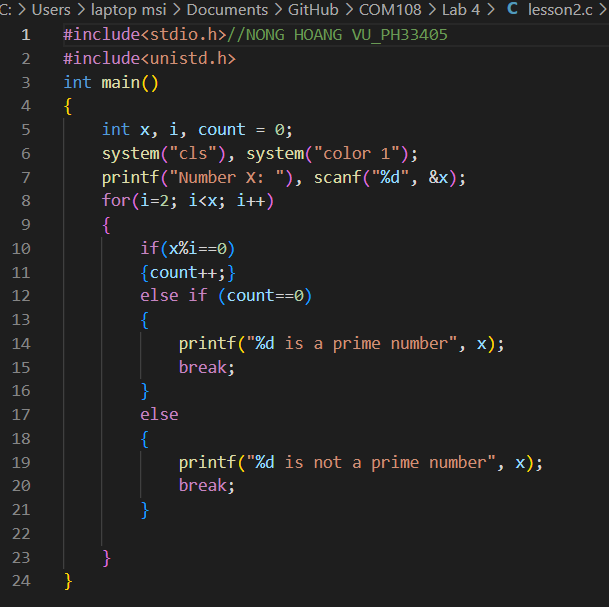 C: > Users > laptop msi > Documents > GitHub > COM108 > Lab 4 > C lesson2.c >
1 #include<stdio.h>//NONG HOANG VU_PH33405
2 #include<unistd.h>
3 int main()
4 {
5 int x, i, count = 0;
6 system("cls"), system("color 1");
7 printf("Number X: "), scanf("%d", &x);
8 for(i=2; i<x; i++)
9 {
10 if(x%i==0)
11 {count++;}
12 else if (count==0)
13 {
14 printf("%d is a prime number", x);
15 break;
16 }
17 else
18 {
19 printf("%d is not a prime number", x);
20 break;
21 }
22
23 }
24 }